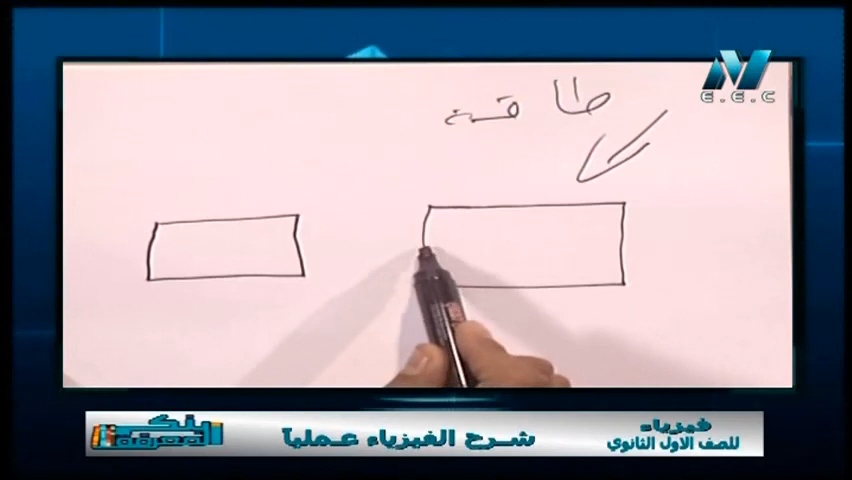 طاقة
E.E.C
فيزياء
للصف الاول الثانوي
شرح الفيزياء عملياً
بنك المعرفة